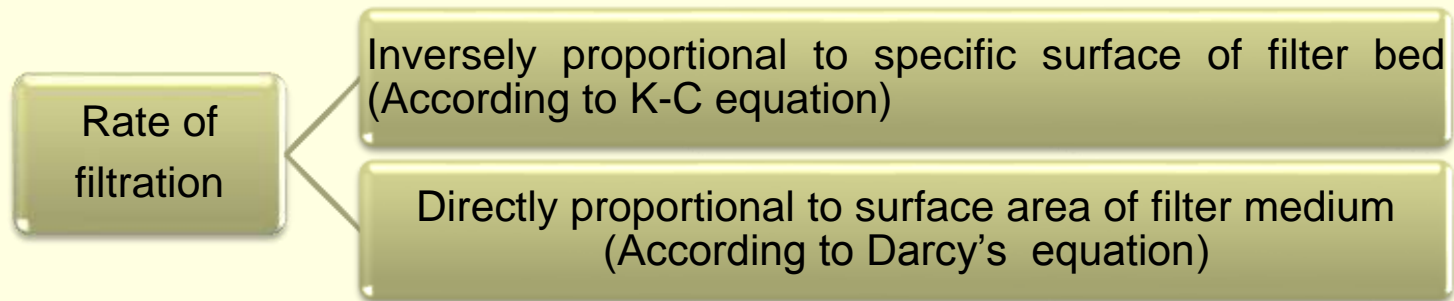 Rate of
filtration
Inversely proportional to specific surface of filter bed
(According to K-C equation)
Directly proportional to surface area of filter medium
(According to Darcy's equation)